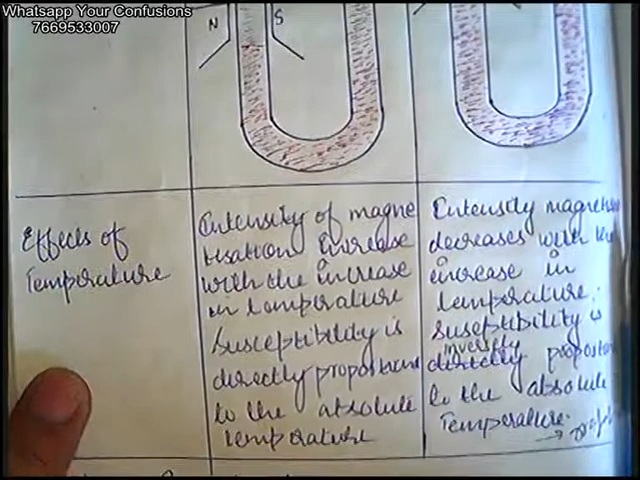 Whatsapp Your Confusions
7669533007
N
S
Effects of
Temperature
Intensity of magne
tisation increase
with the increase
in temperature
Susceptibility is
directly proportional
to the absolute
temperature
Intensity
decreases with the
increase in
temperature.
Susceptibility is
inversely
directly
to the absolute
Temperature.